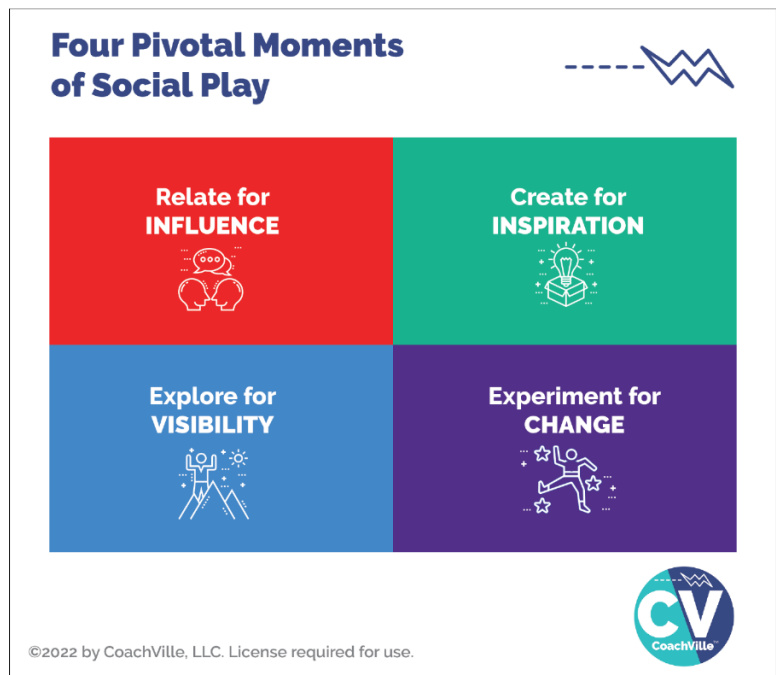 Four Pivotal Moments
of Social Play
Relate for
INFLUENCE
Create for
INSPIRATION
Explore for
VISIBILITY
Experiment for
CHANGE
CV
CoachVille™
©2022 by CoachVille, LLC. License required for use.